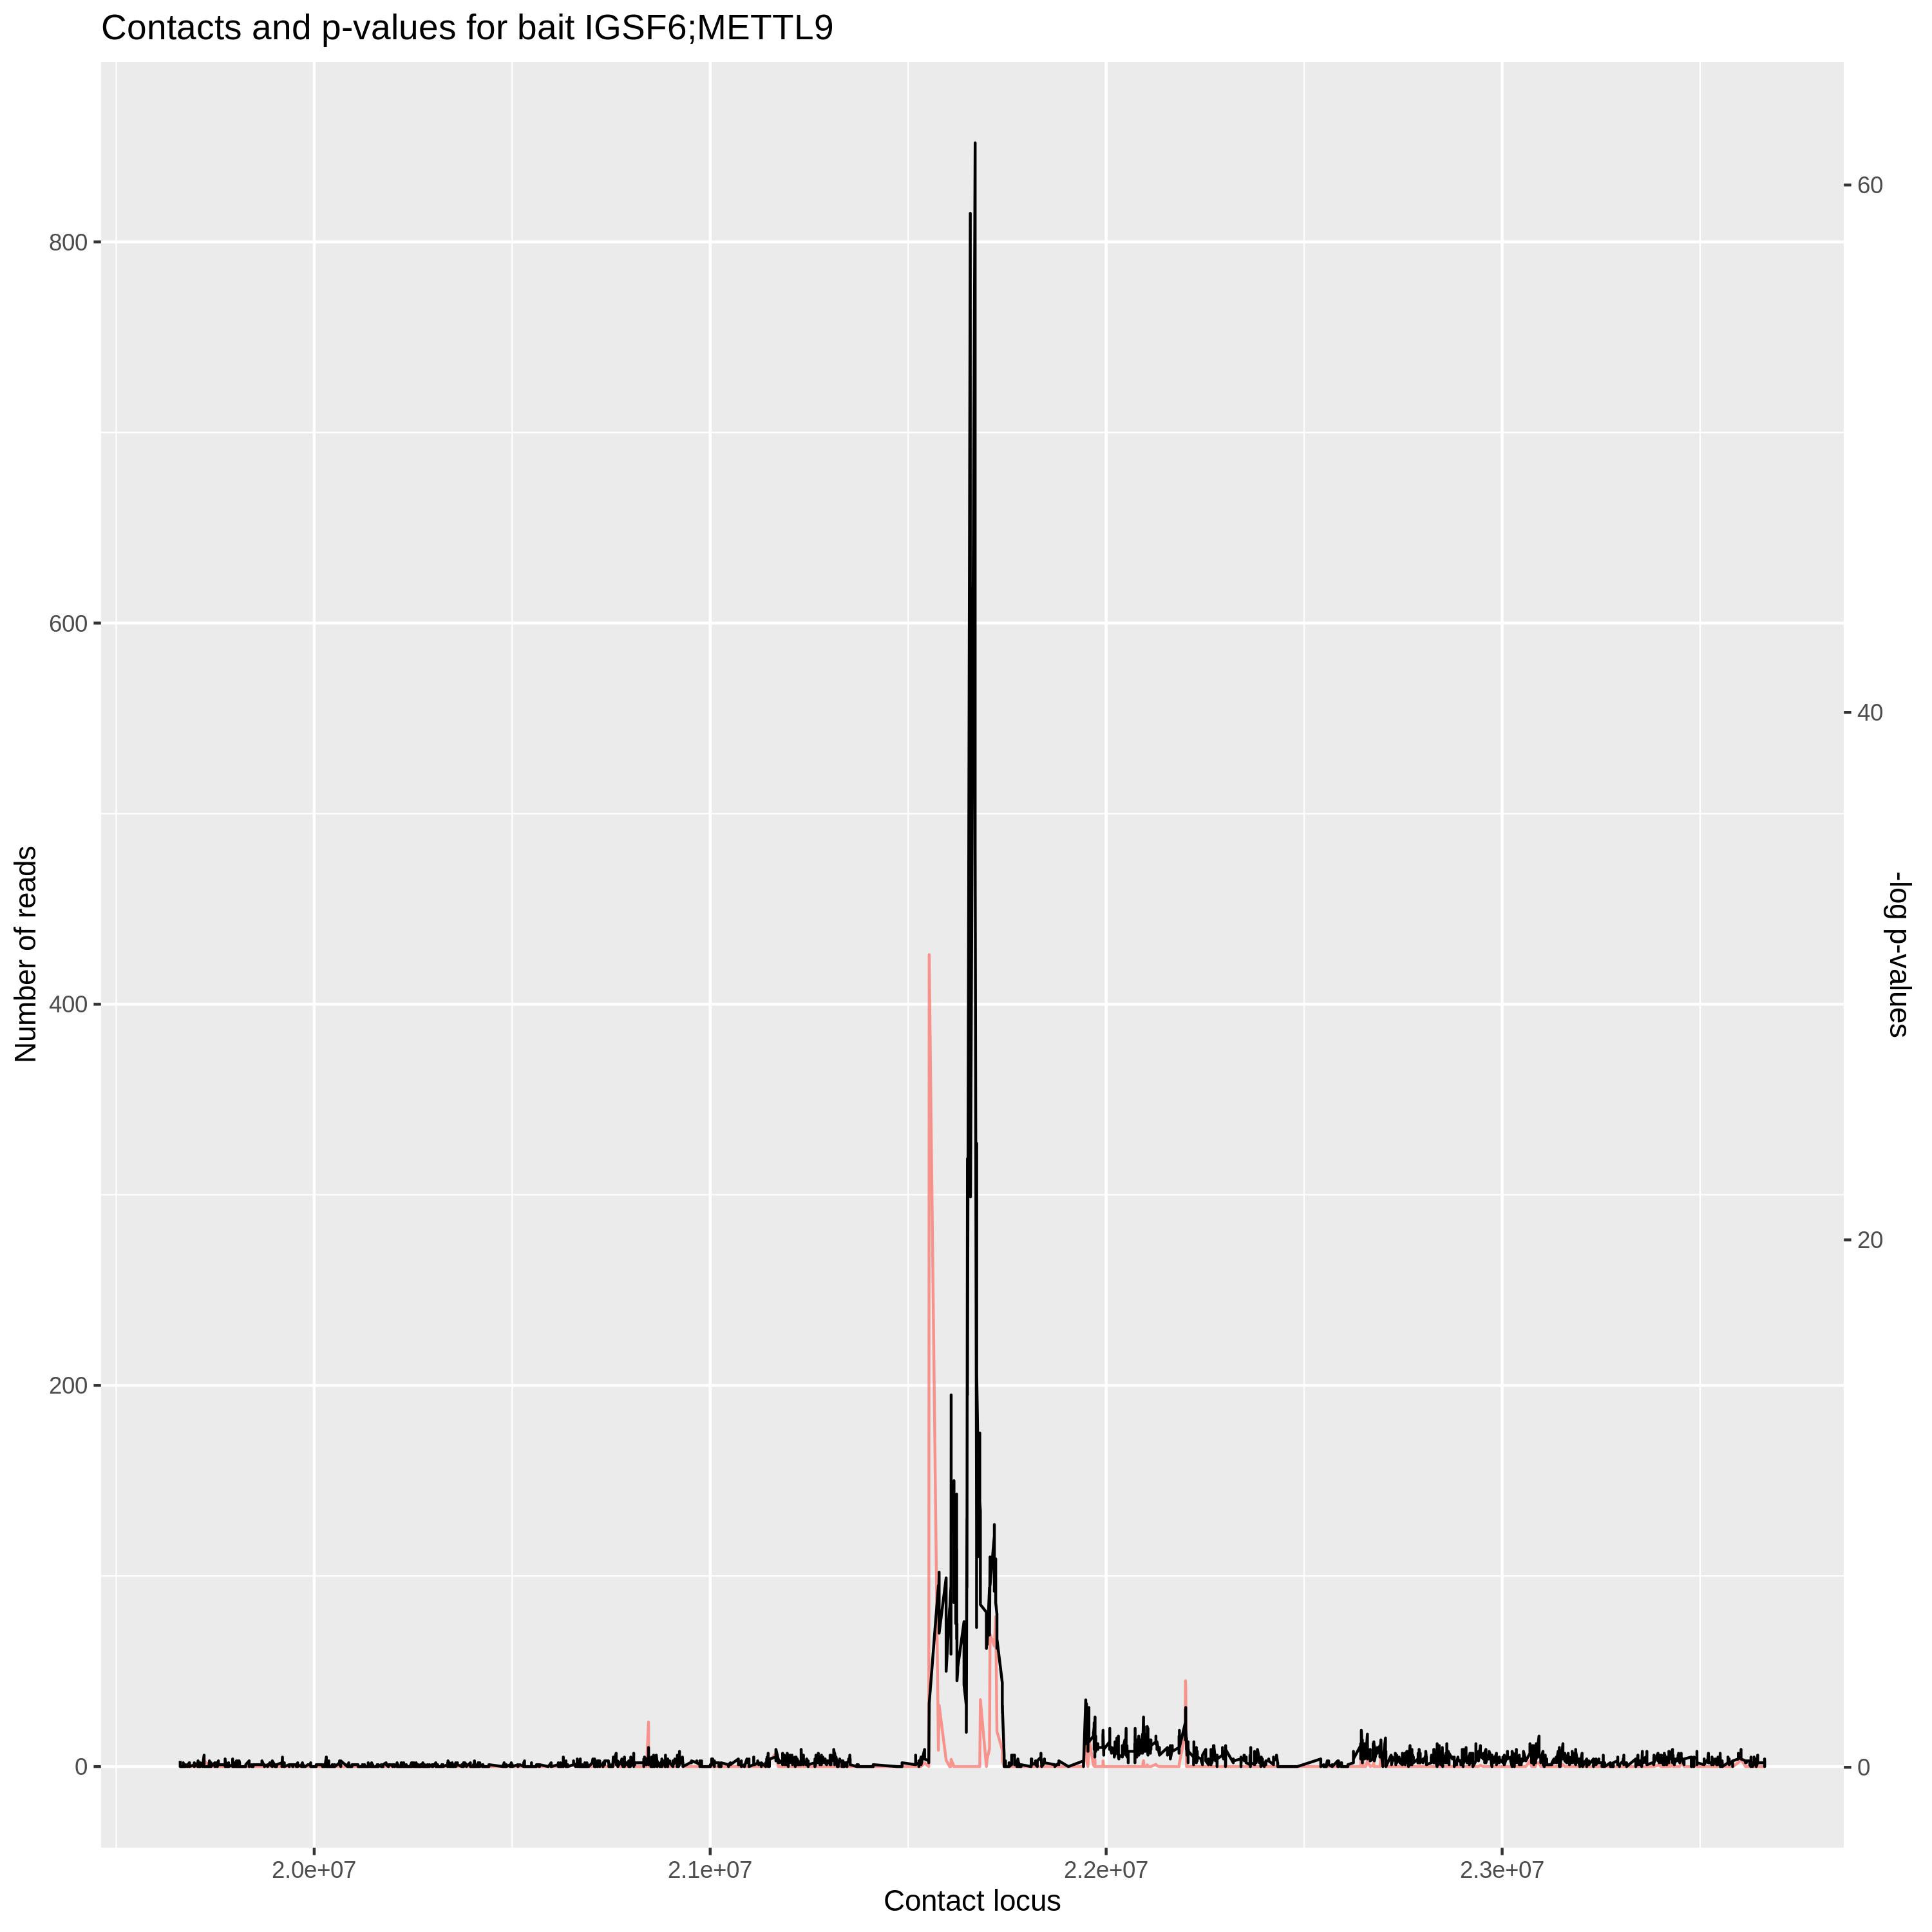 Contacts and p-values for bait IGSF6;METTL9
800
600
400
200
0
Number of reads
60
40
20
0
-log p-values
2.0e+07
2.1e+07
2.2e+07
2.3e+07
Contact locus